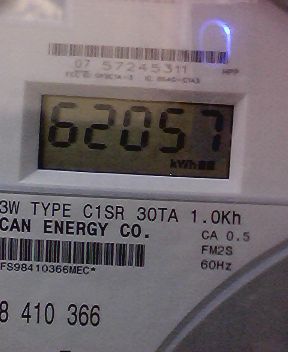 07 57245311
62057
kWh
3W TYPE C1SR 30TA 1.0Kh
CAN ENERGY CO.
CA 0.5
FM2S
FS98410366MEC*
60Hz
8 410 366